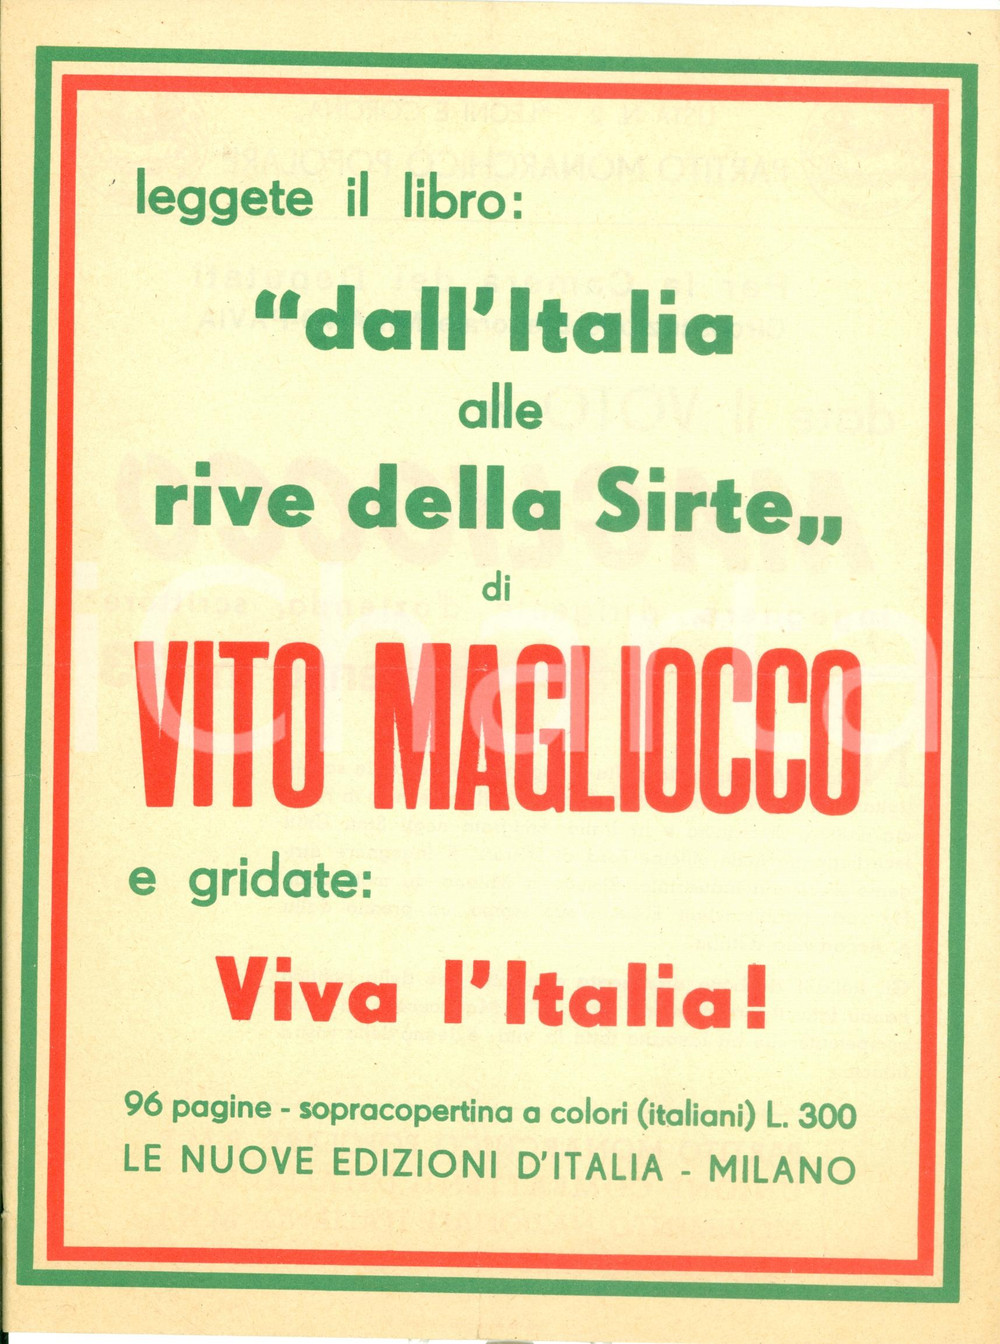 leggete il libro:
“dall'Italia
alle
rive della Sirte„
di
VITO MAGLIOCCO
e gridate:
Viva l'Italia!
96 pagine - sopracopertina a colori (italiani) L. 300
LE NUOVE EDIZIONI D'ITALIA - MILANO
iCharta